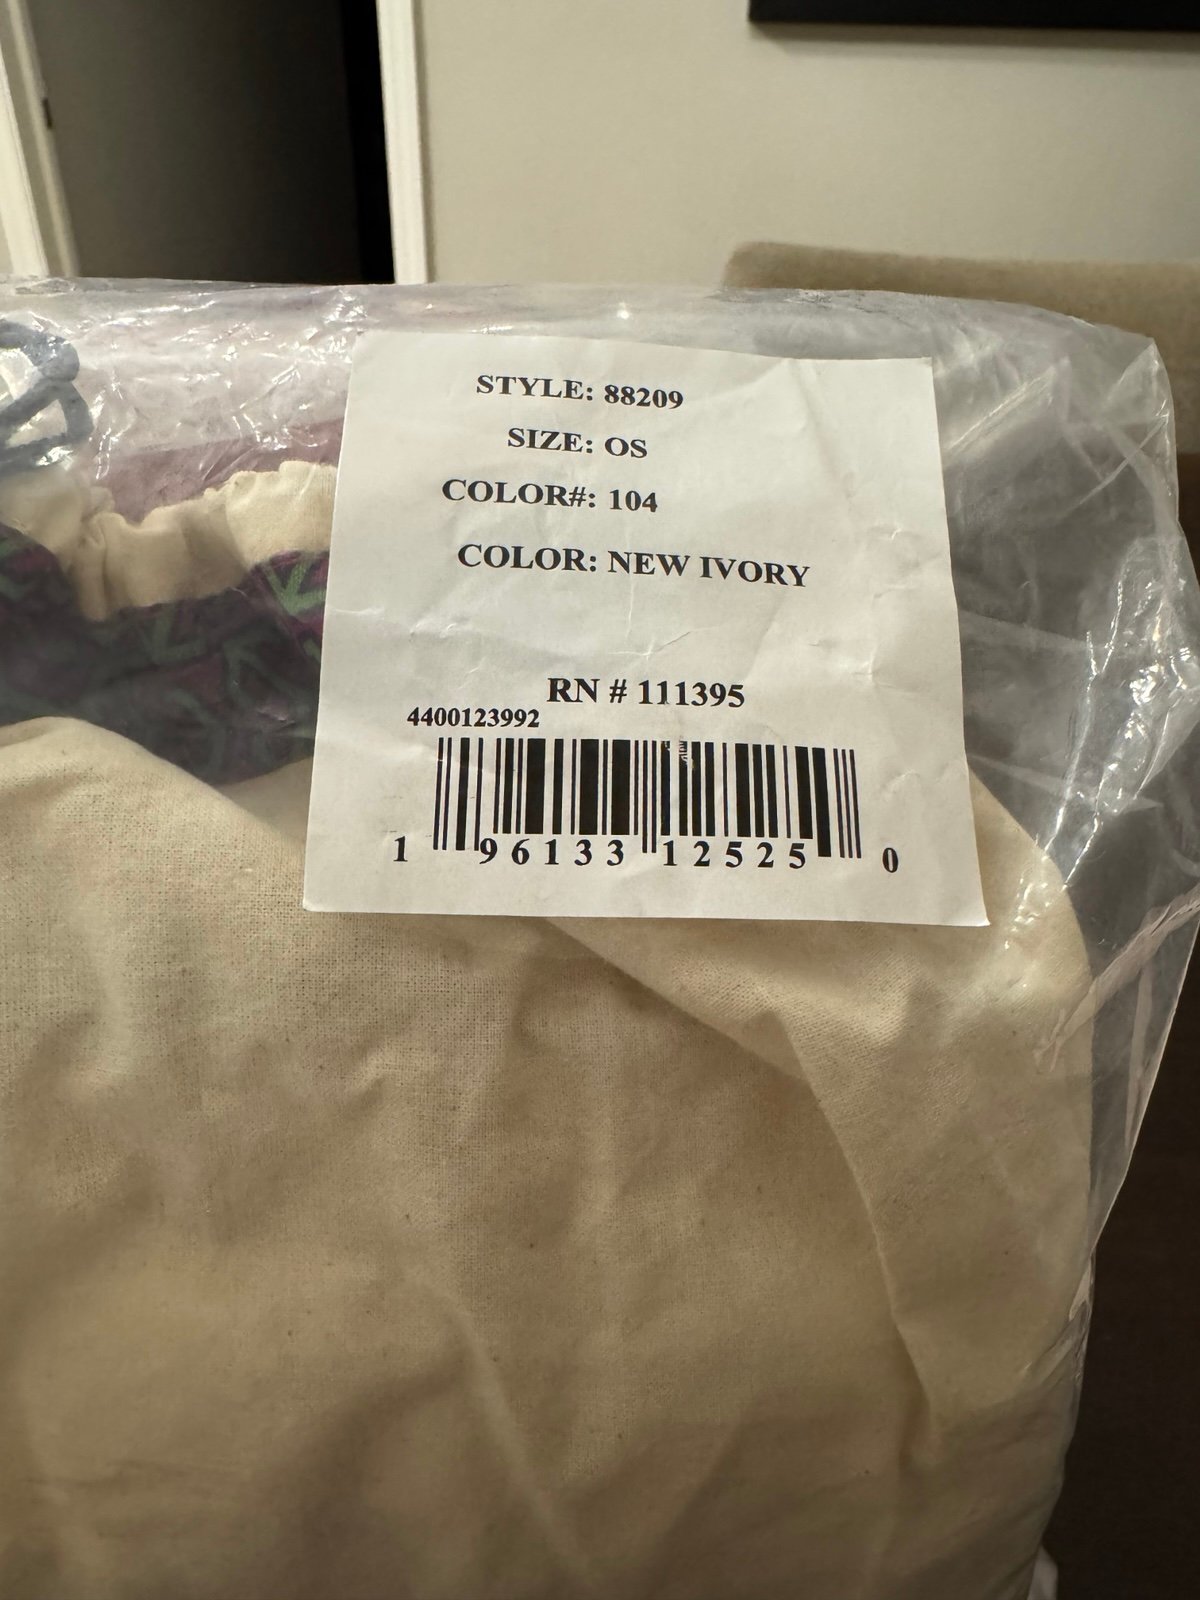 STYLE: 88209
SIZE: OS
COLOR#: 104
COLOR: NEW IVORY
RN # 111395
4400123992
1 96133 12525 0